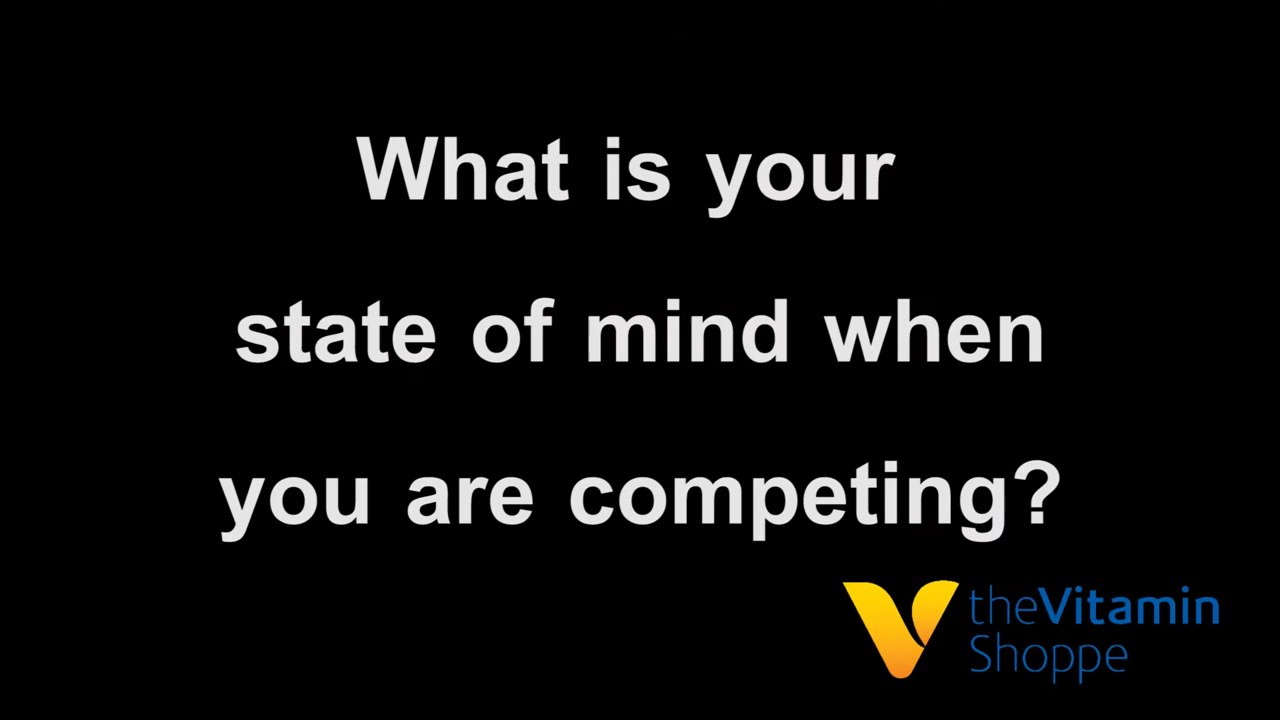 What is your
state of mind when
you are competing?
theVitamin
Shoppe